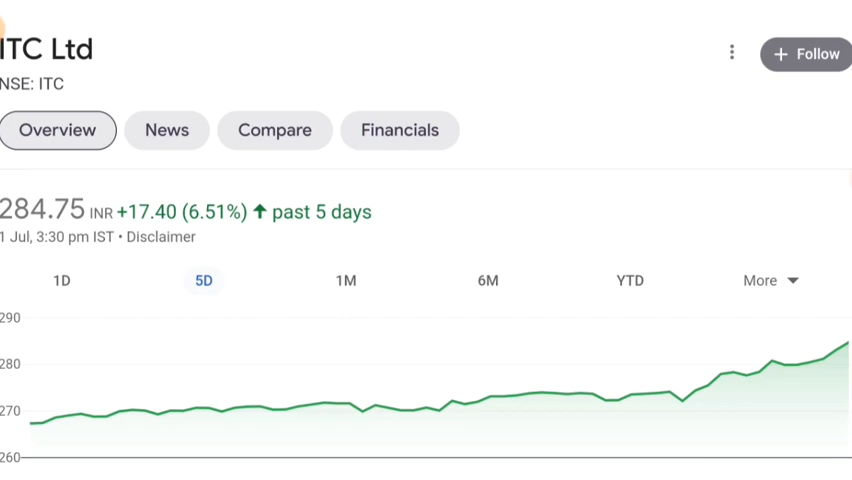 ITC Ltd
+ Follow
NSE: ITC
Overview
News
Compare
Financials
284.75 INR +17.40 (6.51%) ↑ past 5 days
1 Jul, 3:30 pm IST • Disclaimer
1D 5D 1M 6M YTD More
290
280
270
260